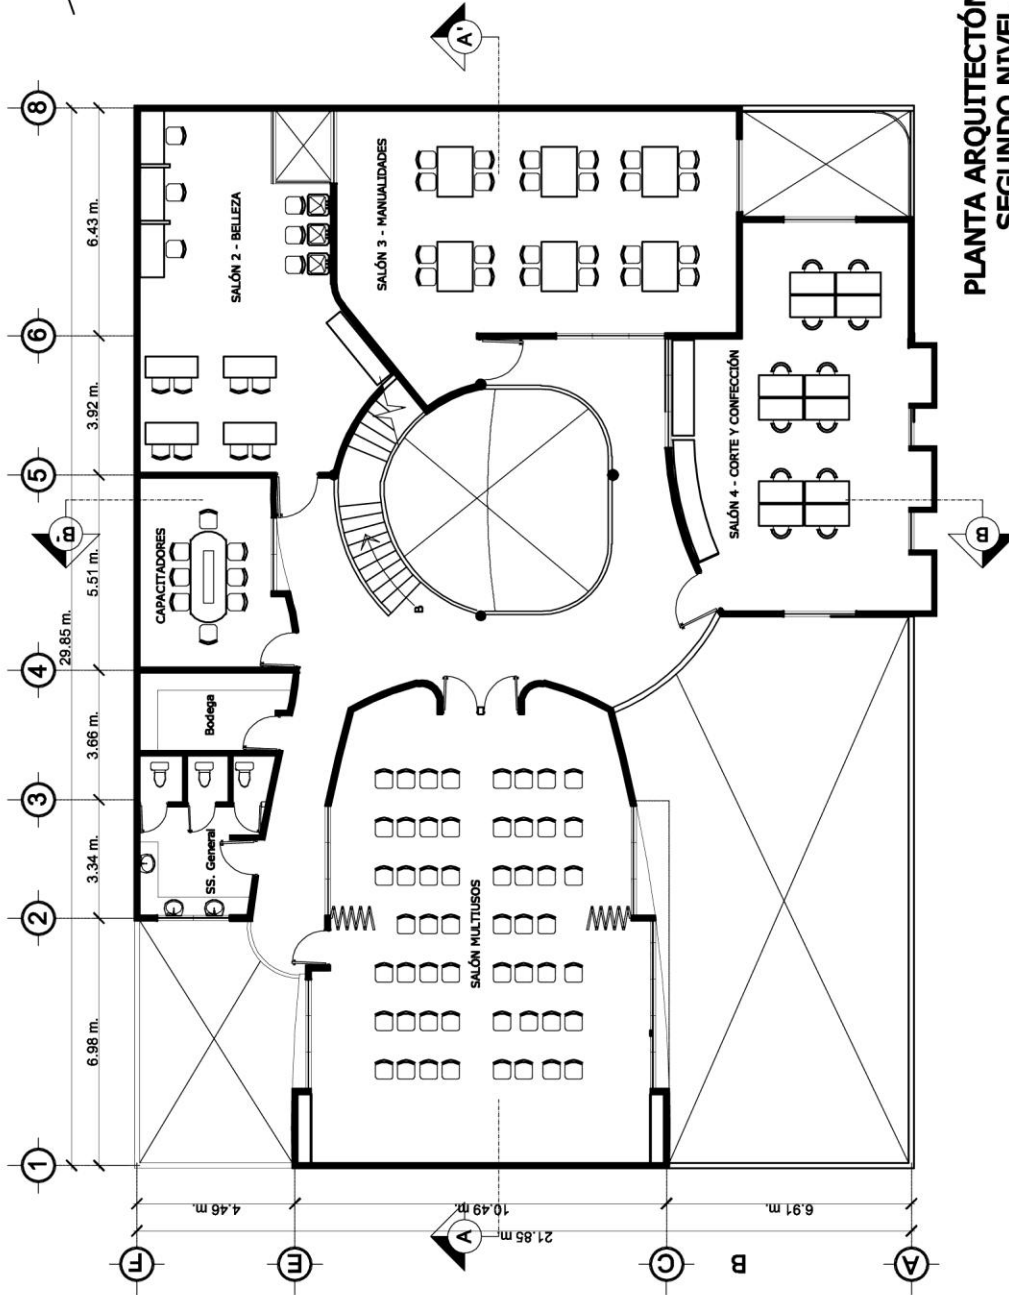 PLANTA ARQUITECTÓN
SEGUNDO NIVEL
8
6
5
4
3
2
1
6.43 m.
3.92 m.
5.51 m.
3.66 m.
3.34 m.
6.98 m.
29.85 m.
F
E
C
B
A
4.46 m.
10.49 m.
6.91 m.
21.85 m.
A'
A
B'
B
SALÓN 2 - BELLEZA
SALÓN 3 - MANUALIDADES
SALÓN 4 - CORTE Y CONFECCIÓN
CAPACITADORES
Bodega
SS. General
SALÓN MULTIUSOS
B